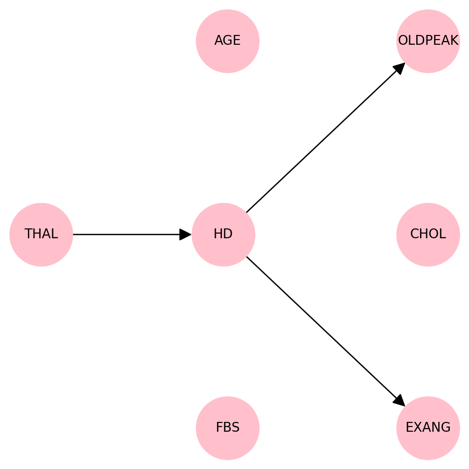 AGE
OLDPEAK
THAL
HD
CHOL
FBS
EXANG